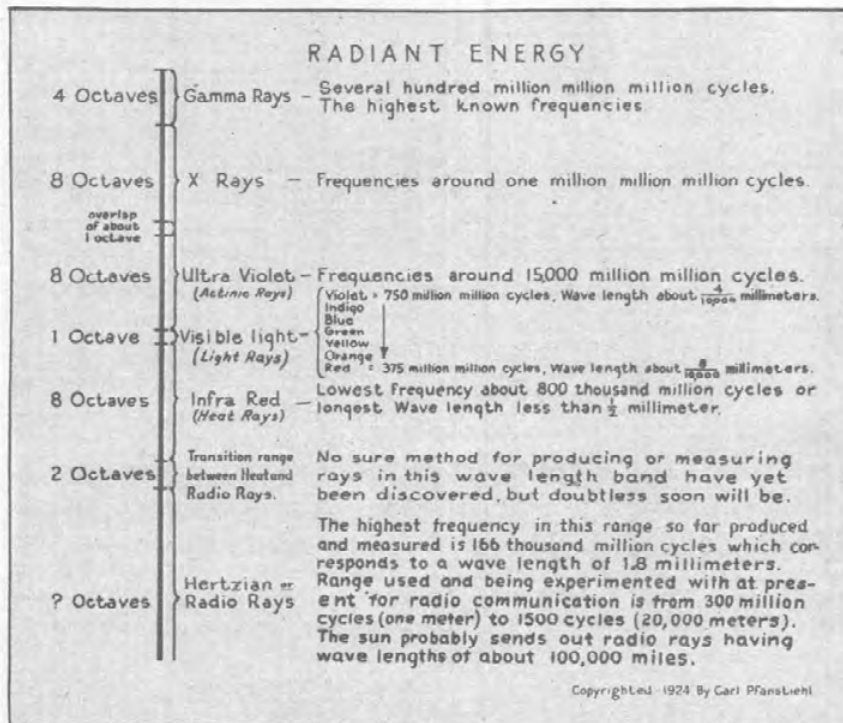 RADIANT ENERGY
4 Octaves Gamma Rays – Several hundred million million million cycles.
The highest known frequencies.
8 Octaves X Rays – Frequencies around one million million million cycles.
overlap
of about
1 octave
8 Octaves Ultra Violet – Frequencies around 15,000 million million cycles.
(Actinic Rays)
Violet = 750 million million cycles, Wave length about 4/10,000 millimeters.
Indigo
Blue
Green
Yellow
Orange
Red = 375 million million cycles, Wave length about 8/10,000 millimeters.
1 Octave Visible light –
(Light Rays)
8 Octaves Infra Red – Lowest frequency about 800 thousand million cycles or
(Heat Rays) longest Wave length less than ½ millimeter.
2 Octaves
Transition range
between Heat and
Radio Rays.
No sure method for producing or measuring
rays in this wave length band have yet
been discovered, but doubtless soon will be.
? Octaves
Hertzian or
Radio Rays
The highest frequency in this range so far produced
and measured is 166 thousand million cycles which cor-
responds to a wave length of 1.8 millimeters.
Range used and being experimented with at pres-
ent for radio communication is from 300 million
cycles (one meter) to 1500 cycles (20,000 meters).
The sun probably sends out radio rays having
wave lengths of about 100,000 miles.
Copyrighted 1924 By Carl Pfanstiehl